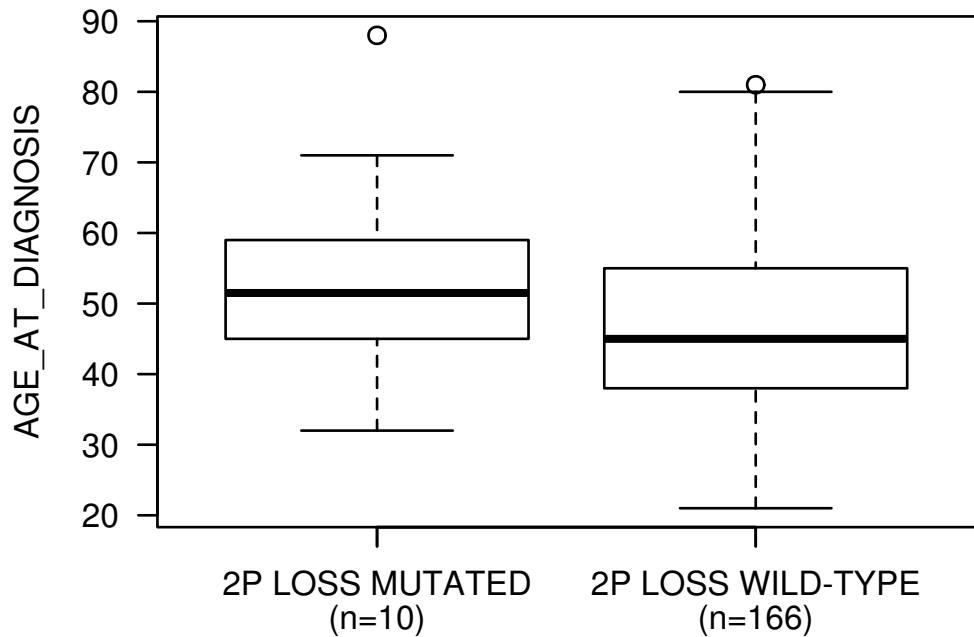 AGE_AT_DIAGNOSIS
90
80
70
60
50
40
30
20
2P LOSS MUTATED
(n=10)
2P LOSS WILD-TYPE
(n=166)